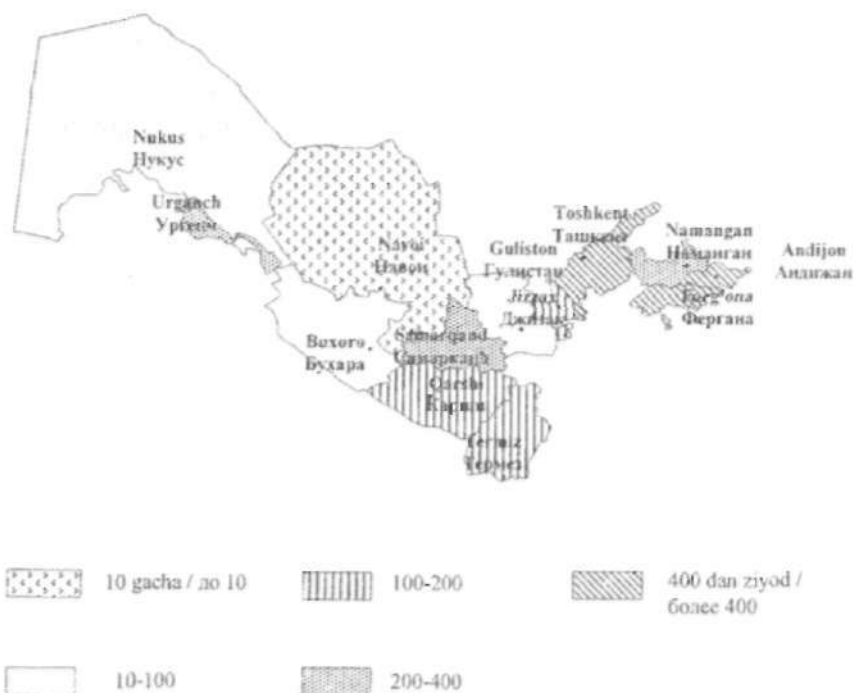 Nukus
Нукус
Urganch
Ургенч
Toshkent
Ташкент
Namangan
Наманган
Andijon
Андижан
Navoi
Навои
Guliston
Гулистан
Jizzax
Джизак
Farg'ona
Фергана
Buxoro
Бухара
Samarqand
Самарканд
Qarshi
Карши
Termiz
Термез
10 gacha / до 10
100-200
400 dan ziyod /
более 400
10-100
200-400